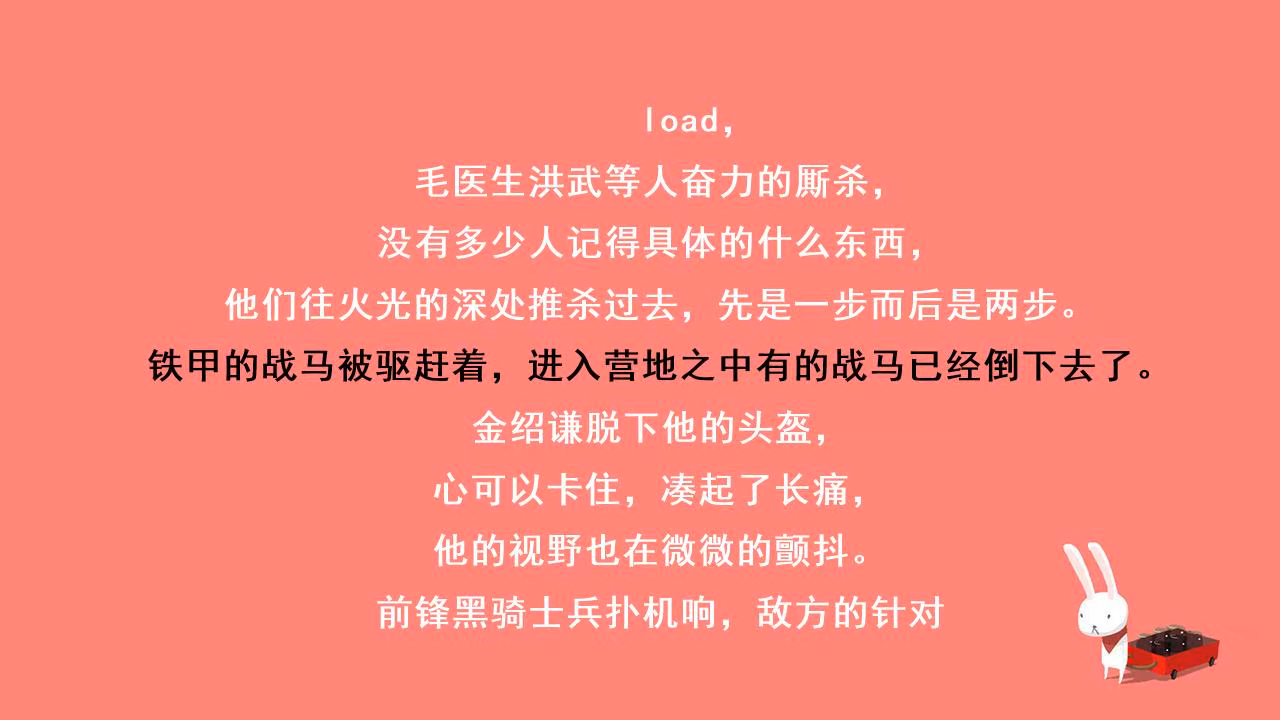 load，
毛医生洪武等人奋力的厮杀，
没有多少人记得具体的什么东西，
他们往火光的深处推杀过去，先是一步而后是两步。
铁甲的战马被驱赶着，进入营地之中有的战马已经倒下去了。
金绍谦脱下他的头盔，
心可以卡住，凑起了长痛，
他的视野也在微微的颤抖。
前锋黑骑士兵扑机响，敌方的针对